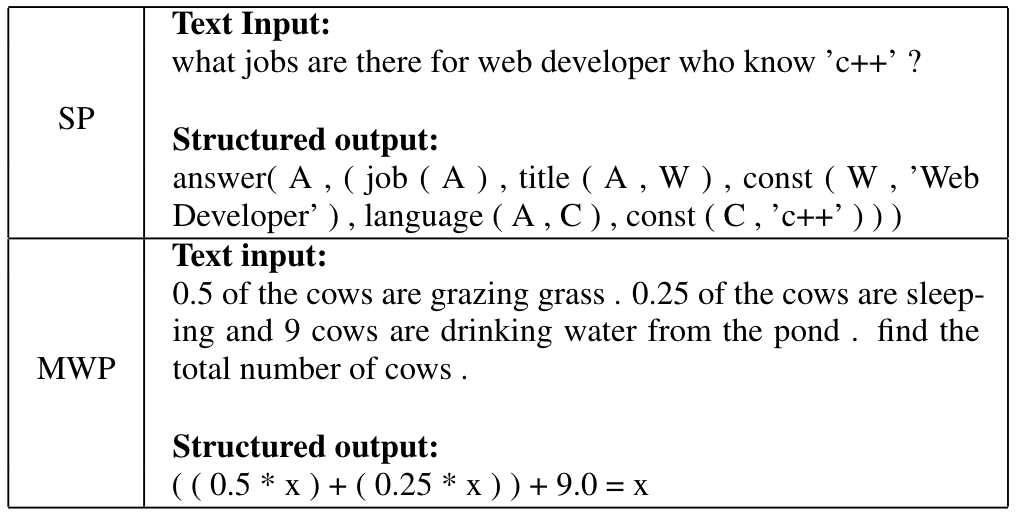 SP
Text Input:
what jobs are there for web developer who know ’c++’ ?
Structured output:
answer( A , ( job ( A ) , title ( A , W ) , const ( W , ’Web
Developer’ ) , language ( A , C ) , const ( C , ’c++’ ) ) )
MWP
Text input:
0.5 of the cows are grazing grass . 0.25 of the cows are sleep-
ing and 9 cows are drinking water from the pond . find the
total number of cows .
Structured output:
( ( 0.5 * x ) + ( 0.25 * x ) ) + 9.0 = x